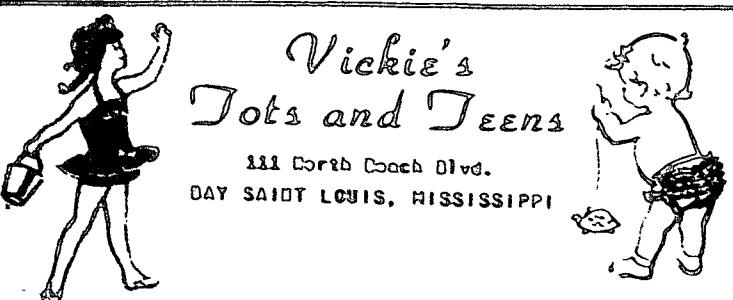 Vickie's
Tots and Teens
111 North Beach Blvd.
BAY SAINT LOUIS, MISSISSIPPI